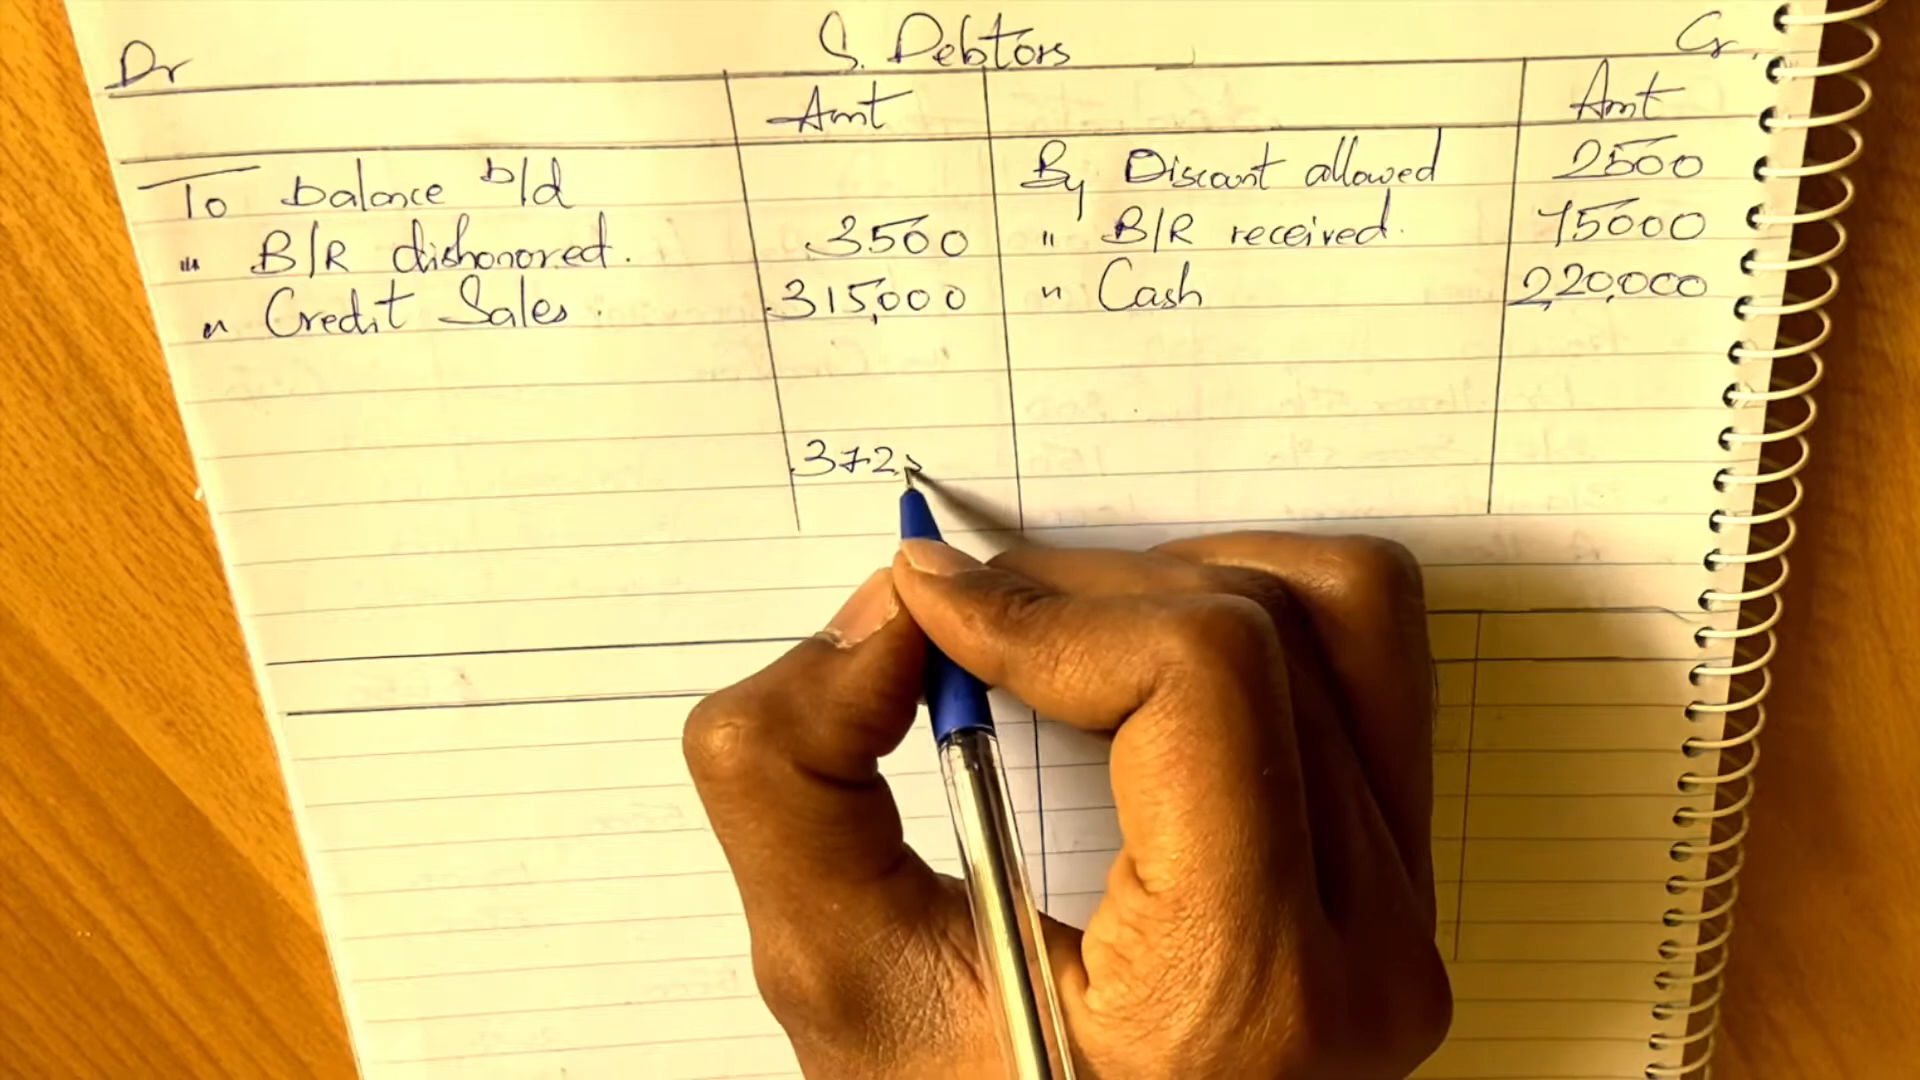 Dr S. Debtors Cr
Amt Amt
To balance b/d By Discount allowed 2500
" B/R dishonored. 3500 " B/R received. 15000
" Credit Sales. 315,000 " Cash 220,000
372